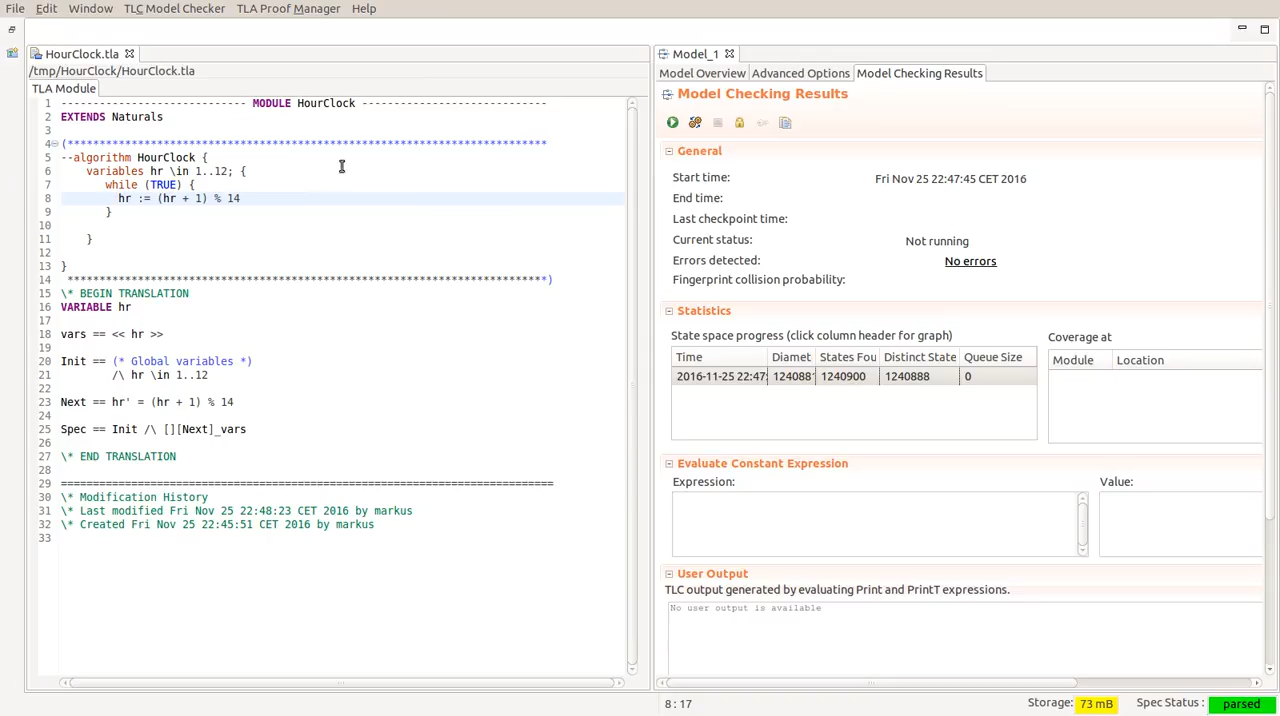 File Edit Window TLC Model Checker TLA Proof Manager Help
HourClock.tla
/tmp/HourClock/HourClock.tla
TLA Module
1 ---------------------------- MODULE HourClock ----------------------------
2 EXTENDS Naturals
3
4 (**************************************************************************
5 --algorithm HourClock {
6 variables hr \in 1..12; {
7 while (TRUE) {
8 hr := (hr + 1) % 14
9 }
10
11 }
12
13 }
14 **************************************************************************)
15 \* BEGIN TRANSLATION
16 VARIABLE hr
17
18 vars == << hr >>
19
20 Init == (* Global variables *)
21 /\ hr \in 1..12
22
23 Next == hr' = (hr + 1) % 14
24
25 Spec == Init /\ [][Next]_vars
26
27 \* END TRANSLATION
28
29 =============================================================================
30 \* Modification History
31 \* Last modified Fri Nov 25 22:48:23 CET 2016 by markus
32 \* Created Fri Nov 25 22:45:51 CET 2016 by markus
33
Model_1
Model Overview Advanced Options Model Checking Results
Model Checking Results
General
Start time: Fri Nov 25 22:47:45 CET 2016
End time:
Last checkpoint time:
Current status: Not running
Errors detected: No errors
Fingerprint collision probability:
Statistics
State space progress (click column header for graph)
Time Diamet States Fou Distinct State Queue Size
2016-11-25 22:47: 124088 1240900 1240888 0
Coverage at
Module Location
Evaluate Constant Expression
Expression: Value:
User Output
TLC output generated by evaluating Print and PrintT expressions.
No user output is available
8 : 17 Storage: 73 mB Spec Status : parsed